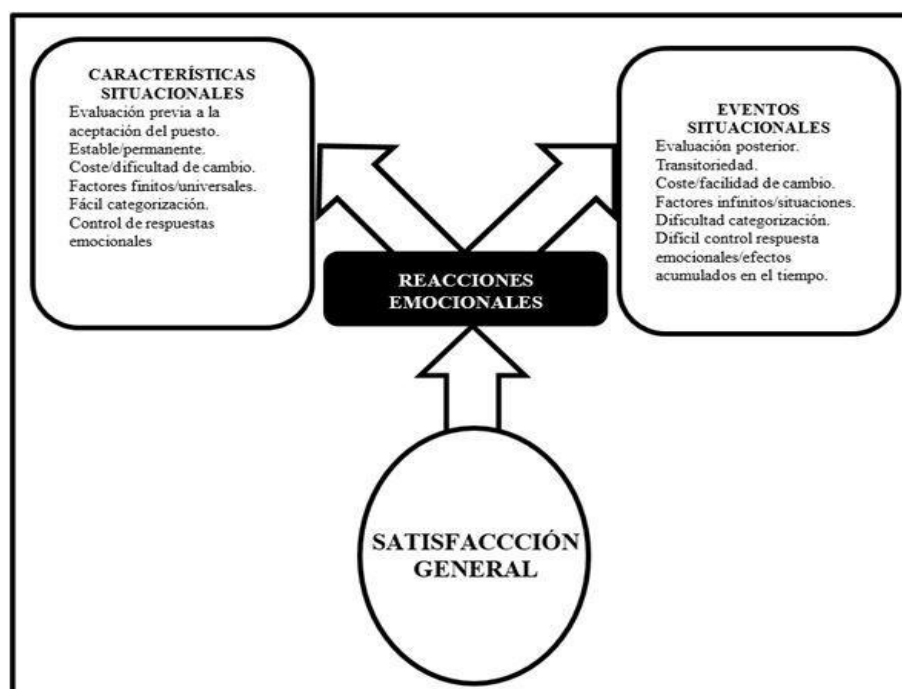 CARACTERÍSTICAS
SITUACIONALES
Evaluación previa a la
aceptación del puesto.
Estable/permanente.
Coste/dificultad de cambio.
Factores finitos/universales.
Fácil categorización.
Control de respuestas
emocionales
EVENTOS
SITUACIONALES
Evaluación posterior.
Transitoriedad.
Coste/facilidad de cambio.
Factores infinitos/situaciones.
Dificultad categorización.
Difícil control respuesta
emocionales/efectos
acumulados en el tiempo.
REACCIONES
EMOCIONALES
SATISFACCCIÓN
GENERAL